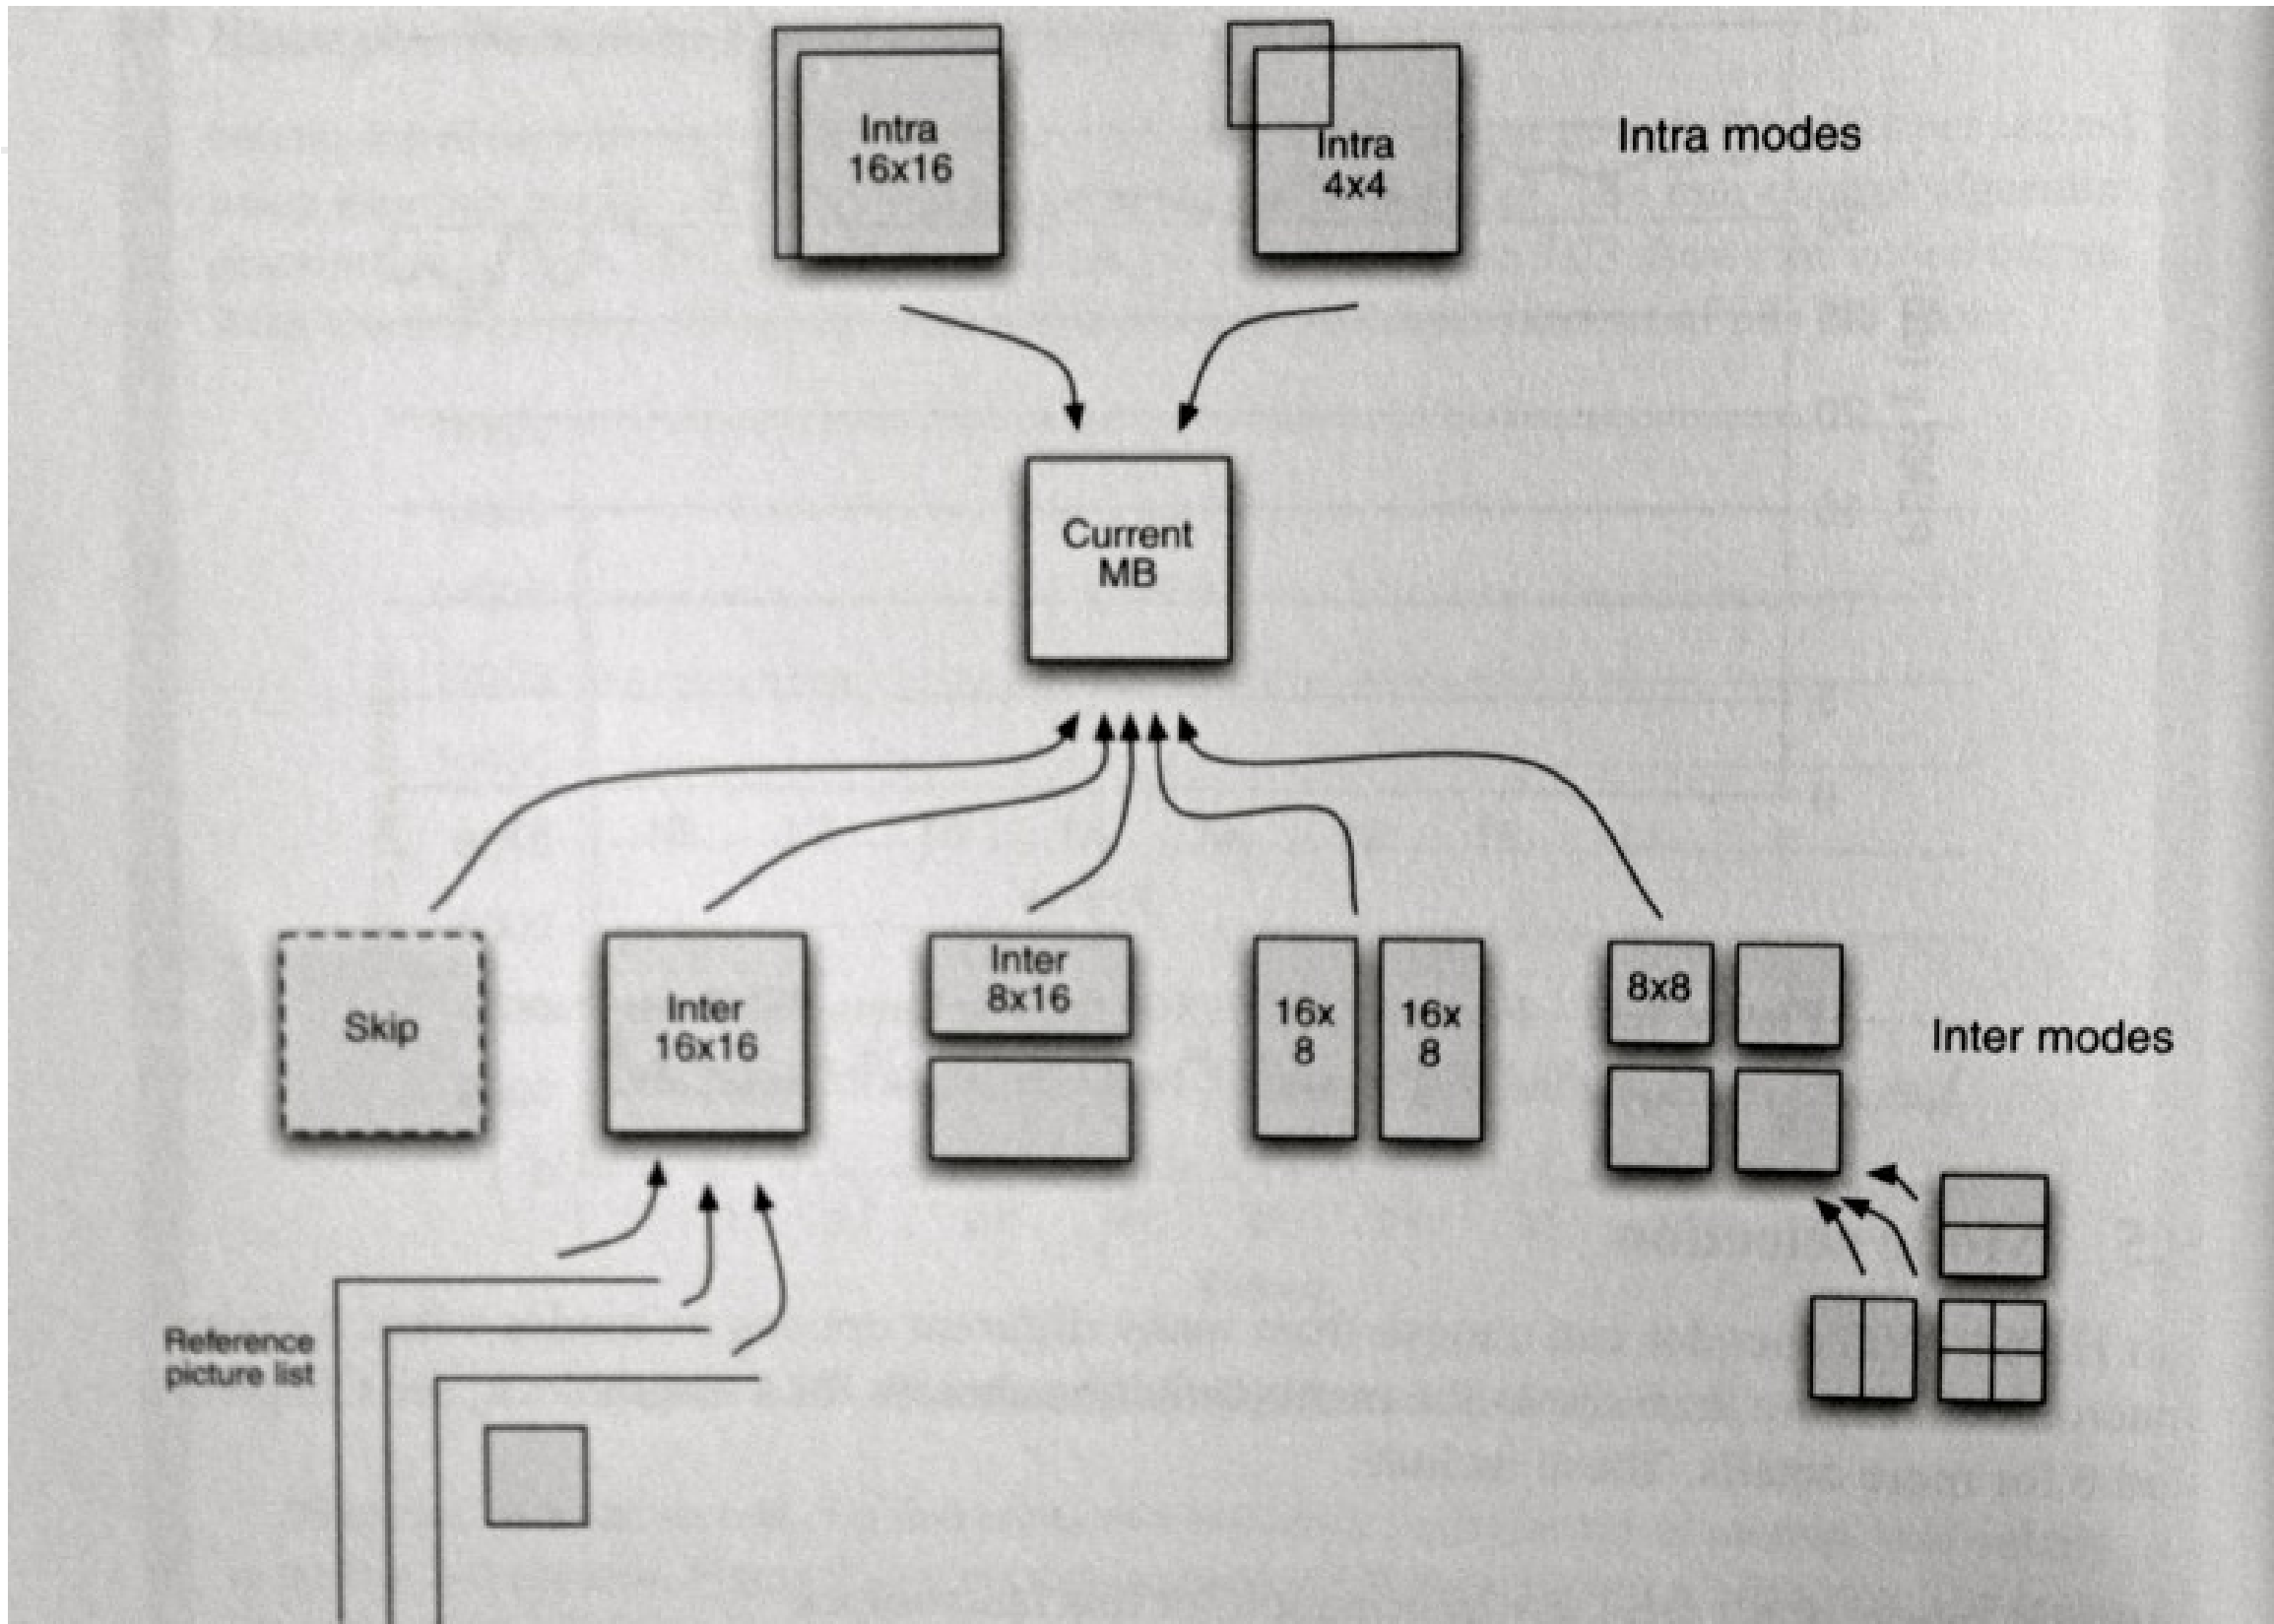 Intra
16x16
Intra
4x4
Intra modes
Current
MB
Skip
Inter
16x16
Inter
8x16
16x
8
16x
8
8x8
Inter modes
Reference
picture list